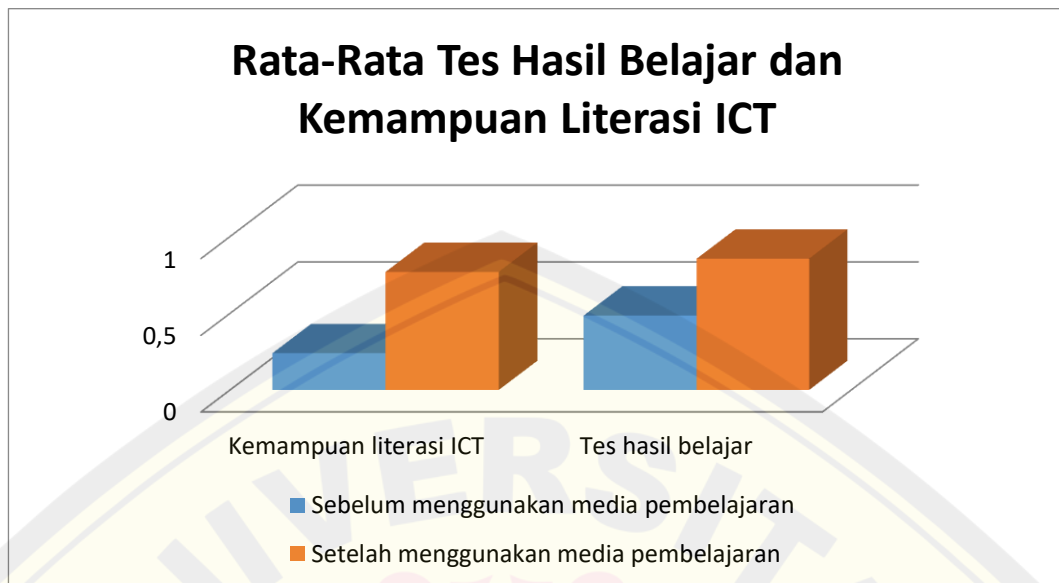 Rata-Rata Tes Hasil Belajar dan
Kemampuan Literasi ICT
1
0,5
0
Kemampuan literasi ICT
Tes hasil belajar
Sebelum menggunakan media pembelajaran
Setelah menggunakan media pembelajaran